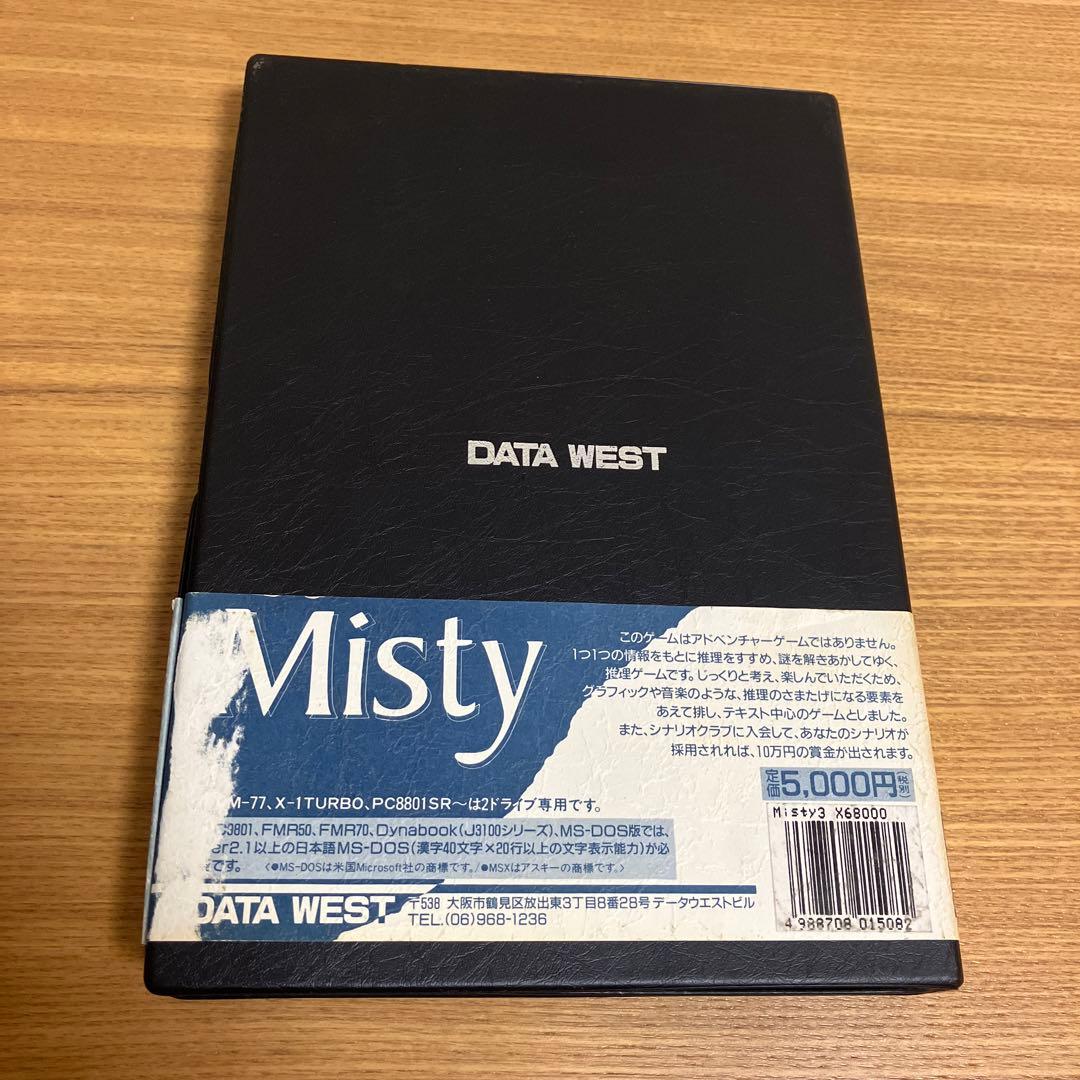 DATA WEST
Misty
このゲームはアドベンチャーゲームではありません。
1つ1つの情報をもとに推理をすすめ、謎を解きあかしてゆく、
推理ゲームです。じっくりと考え、楽しんでいただくため、
グラフィックや音楽のような、推理のさまたげになる要素を
あえて排し、テキスト中心のゲームとしました。
また、シナリオクラブに入会して、あなたのシナリオが
採用されれば、10万円の賞金が出されます。
定価5,000円(税別)
M-77、X-1TURBO、PC8801SR〜は2ドライブ専用です。
9801、FMR50、FMR70、Dynabook(J3100シリーズ)、MS-DOS版では、
er2.1以上の日本語MS-DOS(漢字40文字×20行以上の文字表示能力)が必
です。 〈●MS-DOSは米国Microsoft社の商標です。/●MSXはアスキーの商標です。〉
Misty3 X68000
4 988708 015082
DATA WEST
〒538 大阪市鶴見区放出東3丁目8番28号 データウエストビル
TEL.(06)968-1236